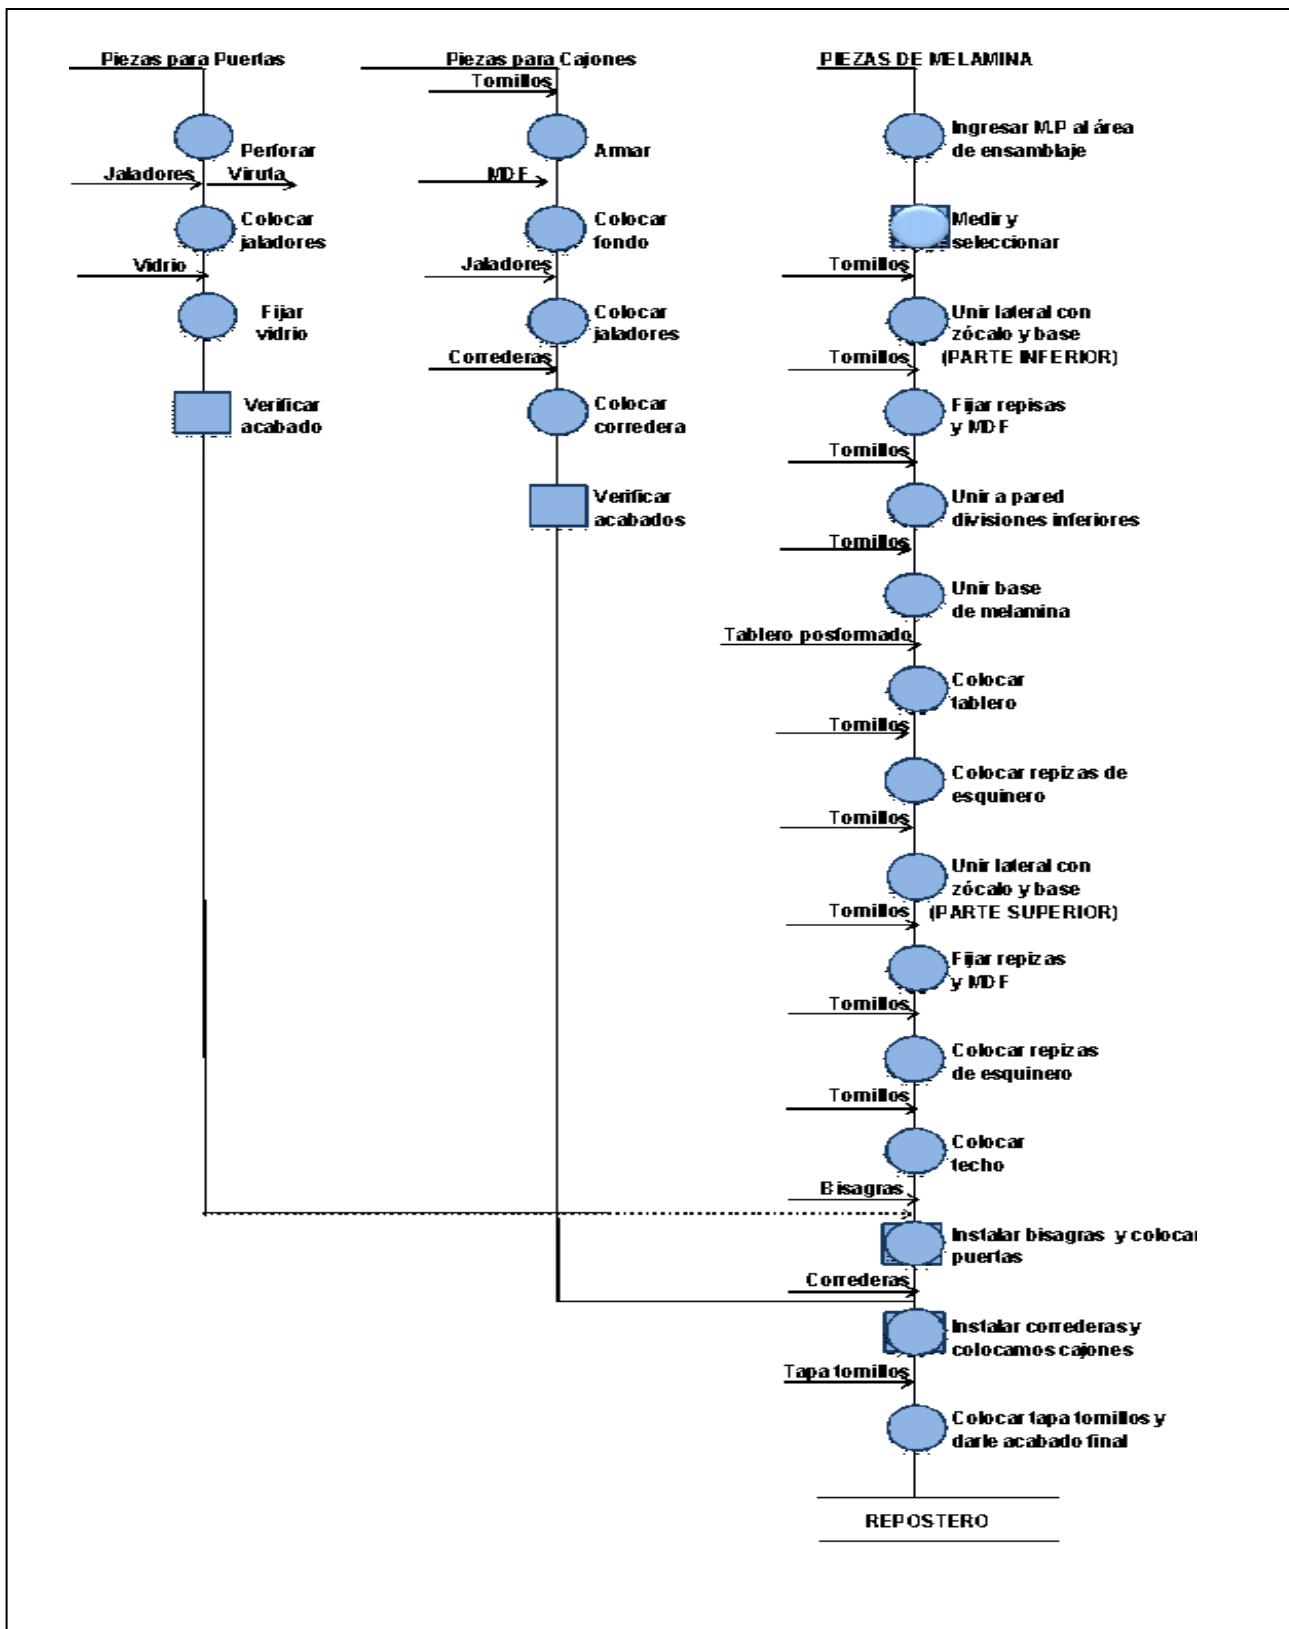 Piezas para Puertas
Perforar
Jaladores
Viruta
Colocar
jaladores
Vidrio
Fijar
vidrio
Verificar
acabado
Piezas para Cajones
Tornillos
Armar
MDF
Colocar
fondo
Jaladores
Colocar
jaladores
Correderas
Colocar
corredera
Verificar
acabados
PIEZAS DE MELAMINA
Ingresar M.P al área
de ensamblaje
Medir y
seleccionar
Tornillos
Unir lateral con
zócalo y base
(PARTE INFERIOR)
Tornillos
Fijar repisas
y MDF
Tornillos
Unir a pared
divisiones inferiores
Tornillos
Unir base
de melamina
Tablero posformado
Colocar
tablero
Tornillos
Colocar repizas de
esquinero
Tornillos
Unir lateral con
zócalo y base
(PARTE SUPERIOR)
Tornillos
Fijar repizas
y MDF
Tornillos
Colocar repizas
de esquinero
Tornillos
Colocar
techo
Bisagras
Instalar bisagras y colocar
puertas
Correderas
Instalar correderas y
colocamos cajones
Tapa tornillos
Colocar tapa tornillos y
darle acabado final
REPOSTERO